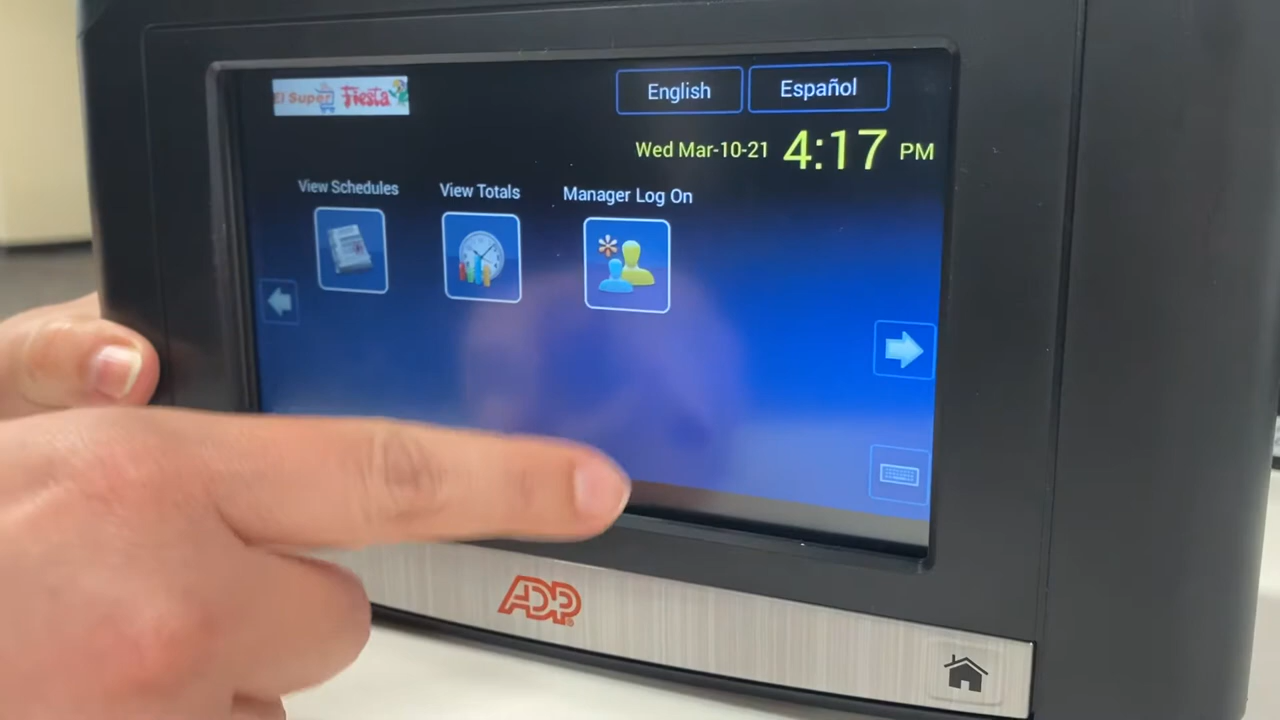 El Super Fiesta
English Español
Wed Mar-10-21 4:17 PM
View Schedules View Totals Manager Log On
ADP